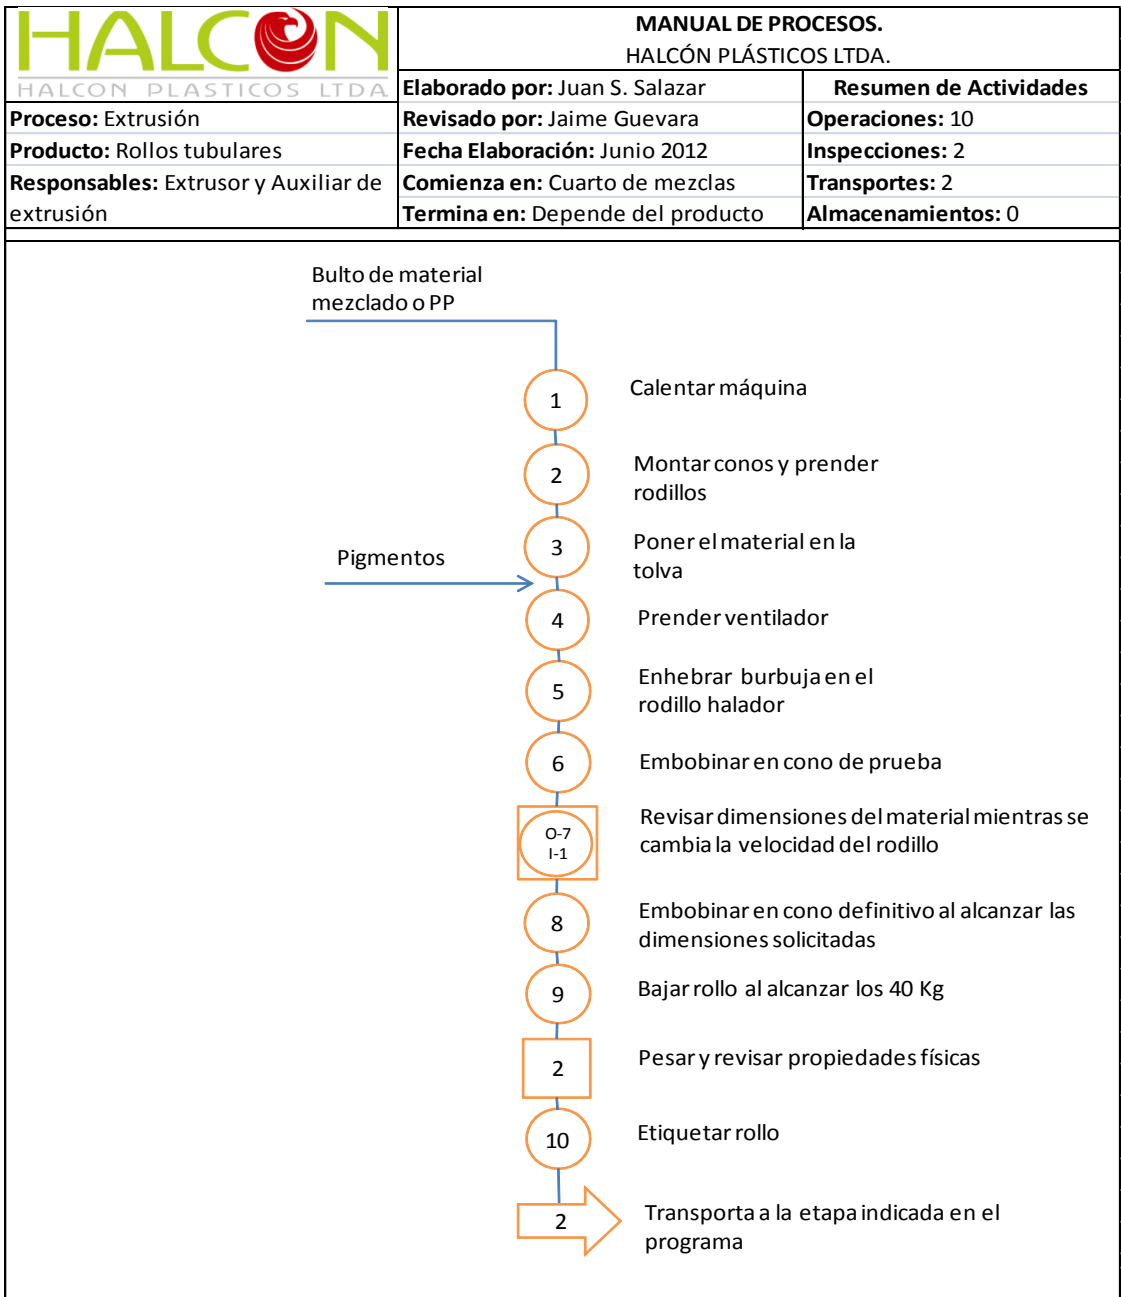 HALCON
HALCON PLASTICOS LTDA
MANUAL DE PROCESOS.
HALCÓN PLÁSTICOS LTDA.
Elaborado por: Juan S. Salazar
Resumen de Actividades
Proceso: Extrusión
Revisado por: Jaime Guevara
Operaciones: 10
Producto: Rollos tubulares
Fecha Elaboración: Junio 2012
Inspecciones: 2
Responsables: Extrusor y Auxiliar de
extrusión
Comienza en: Cuarto de mezclas
Transportes: 2
Termina en: Depende del producto
Almacenamientos: 0
Bulto de material
mezclado o PP
1
Calentar máquina
2
Montar conos y prender
rodillos
3
Poner el material en la
tolva
Pigmentos
4
Prender ventilador
5
Enhebrar burbuja en el
rodillo halador
6
Embobinar en cono de prueba
O-7
I-1
Revisar dimensiones del material mientras se
cambia la velocidad del rodillo
8
Embobinar en cono definitivo al alcanzar las
dimensiones solicitadas
9
Bajar rollo al alcanzar los 40 Kg
2
Pesar y revisar propiedades físicas
10
Etiquetar rollo
2
Transporta a la etapa indicada en el
programa